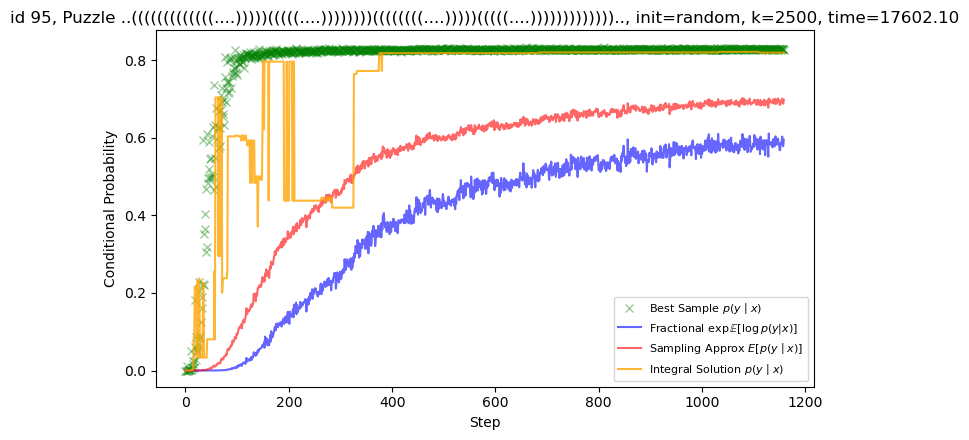 id 95, Puzzle ..(((((((((((((....)))))(((((....))))))))((((((((....)))))(((((....))))))))))))).., init=random, k=2500, time=17602.10
Conditional Probability
0.8
0.6
0.4
0.2
0.0
Best Sample p(y | x)
Fractional exp 𝔼[log p(y|x)]
Sampling Approx E[p(y | x)]
Integral Solution p(y | x)
0 200 400 600 800 1000 1200
Step